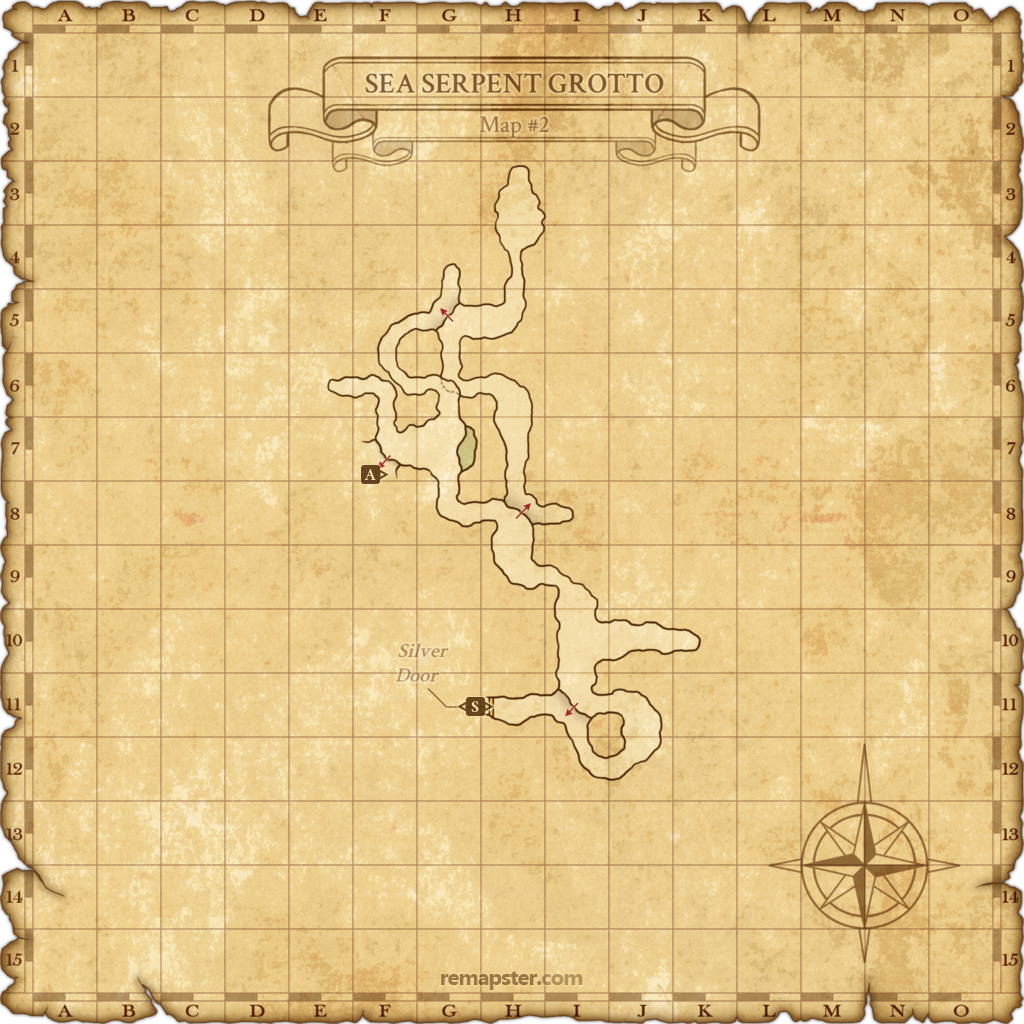 A B C D E F G H I J K L M N O
1 1
SEA SERPENT GROTTO
2 2
Map #2
3 3
4 4
5 5
6 6
7 7
A
8 8
9 9
10 10
Silver
Door
11 S 11
12 12
13 13
14 14
15 15
remapster.com
A B C D E F G H I J K L M N O